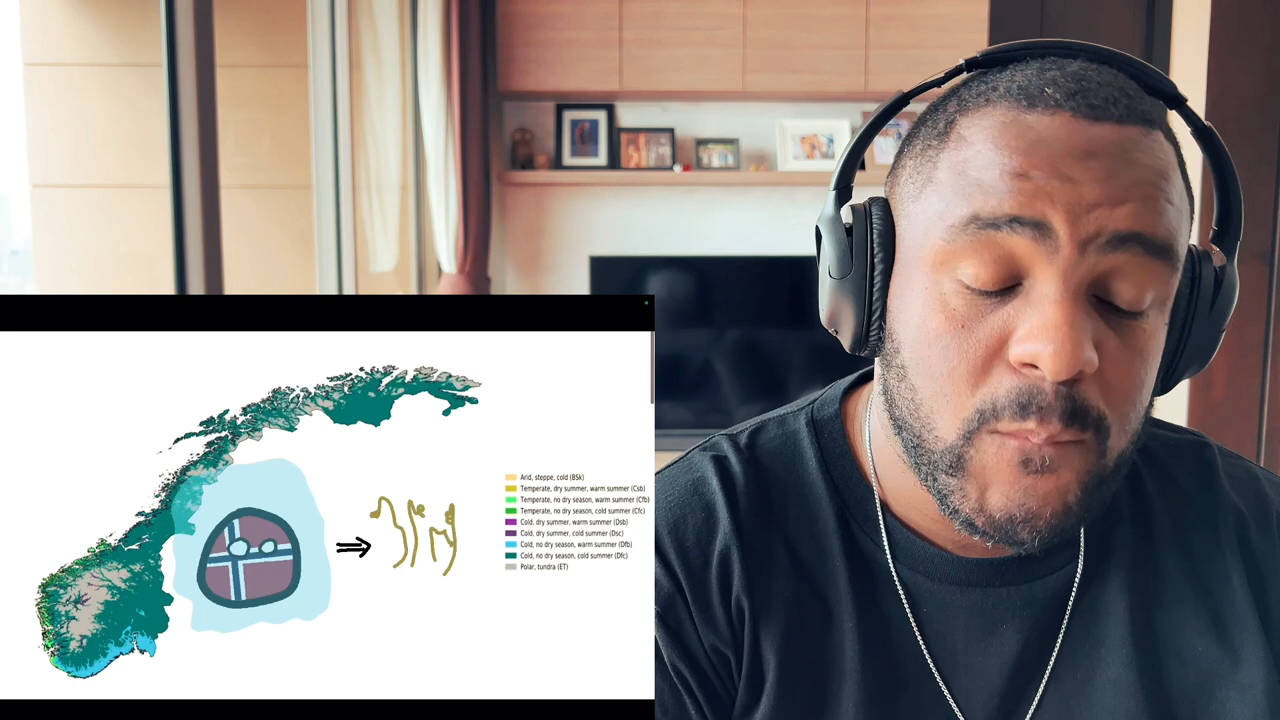 Arid, steppe, cold (BSk)
Temperate, dry summer, warm summer (Csb)
Temperate, no dry season, warm summer (Cfb)
Temperate, no dry season, cold summer (Cfc)
Cold, dry summer, warm summer (Dsb)
Cold, dry summer, cold summer (Dsc)
Cold, no dry season, warm summer (Dfb)
Cold, no dry season, cold summer (Dfc)
Polar, tundra (ET)